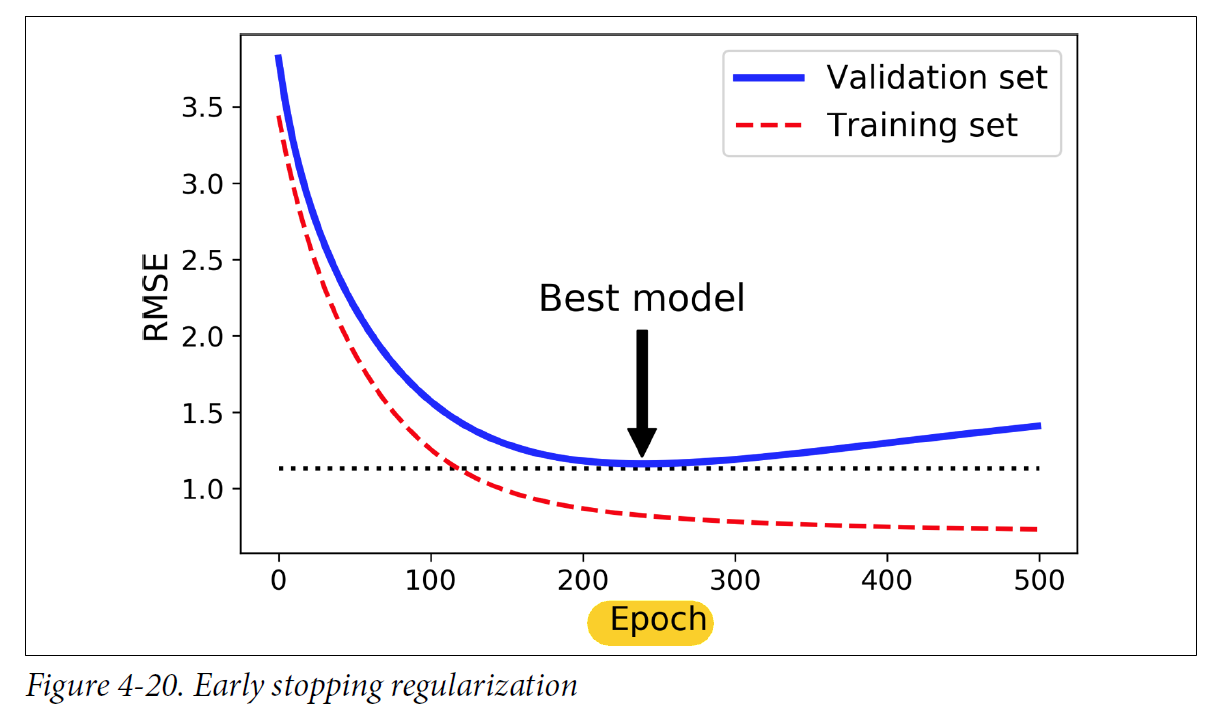 Validation set
Training set
3.5
3.0
2.5
2.0
1.5
1.0
RMSE
Best model
0 100 200 300 400 500
Epoch
Figure 4-20. Early stopping regularization